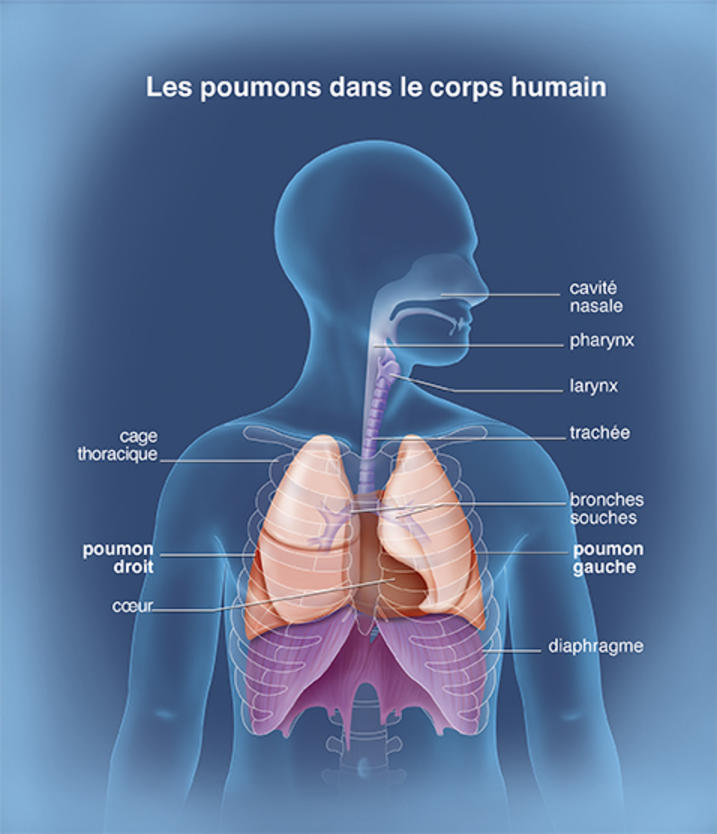 Les poumons dans le corps humain
cavité
nasale
pharynx
larynx
trachée
cage
thoracique
bronches
souches
poumon
droit
poumon
gauche
cœur
diaphragme